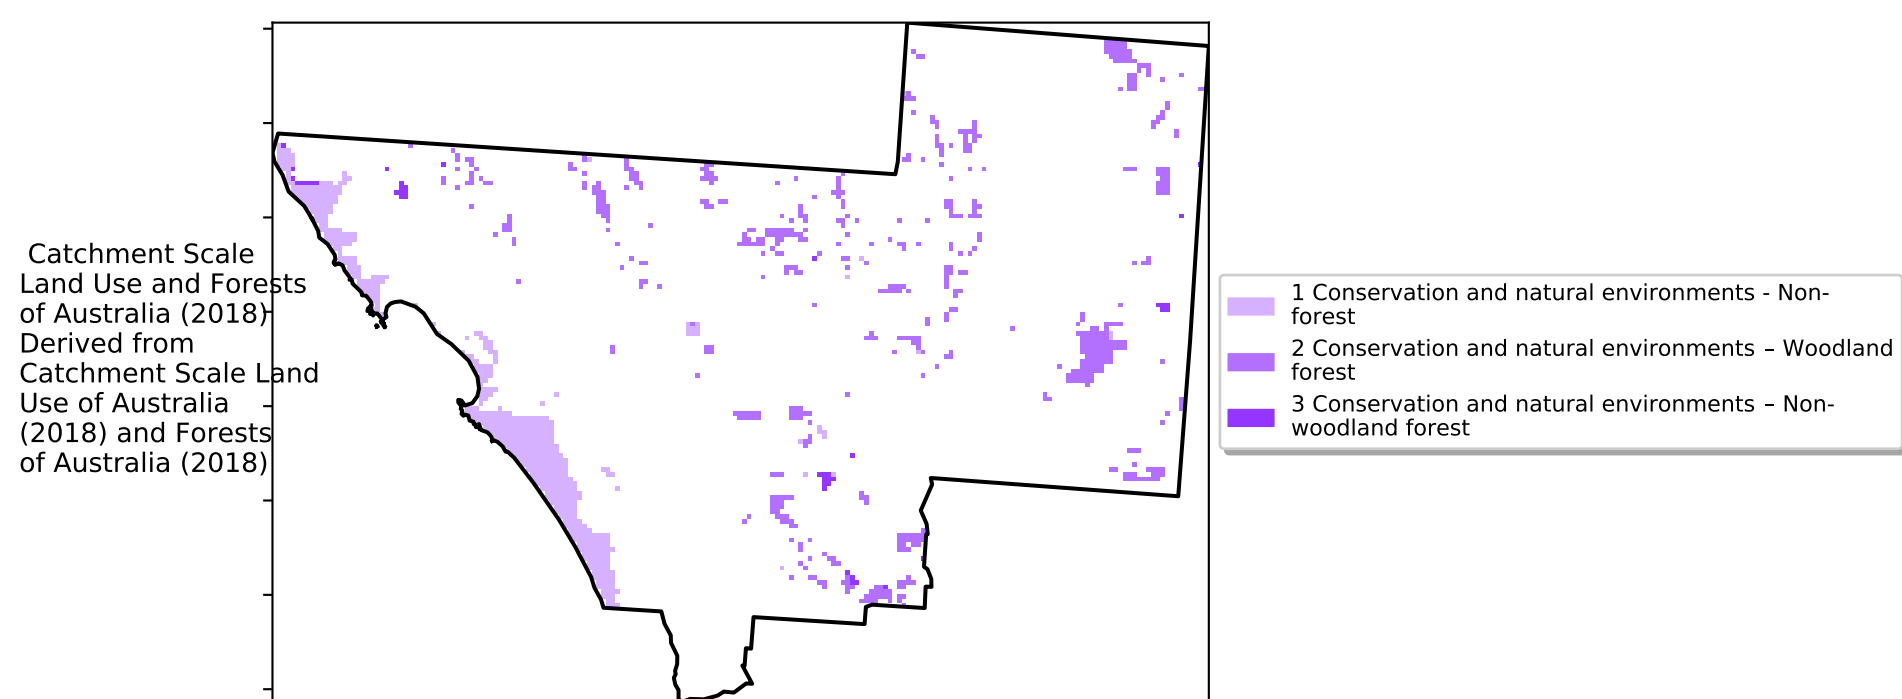 Catchment Scale
Land Use and Forests
of Australia (2018)
Derived from
Catchment Scale Land
Use of Australia
(2018) and Forests
of Australia (2018)
1 Conservation and natural environments - Non-
forest
2 Conservation and natural environments – Woodland
forest
3 Conservation and natural environments – Non-
woodland forest